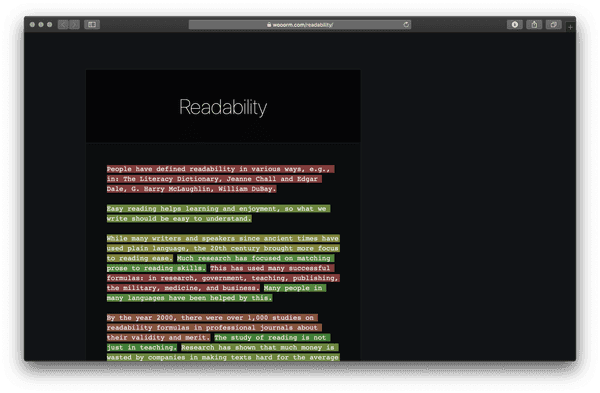 wooorm.com/readability/
Readability
People have defined readability in various ways, e.g.,
in: The Literacy Dictionary, Jeanne Chall and Edgar
Dale, G. Harry McLaughlin, William DuBay.
Easy reading helps learning and enjoyment, so what we
write should be easy to understand.
While many writers and speakers since ancient times have
used plain language, the 20th century brought more focus
to reading ease. Much research has focused on matching
prose to reading skills. This has used many successful
formulas: in research, government, teaching, publishing,
the military, medicine, and business. Many people in
many languages have been helped by this.
By the year 2000, there were over 1,000 studies on
readability formulas in professional journals about
their validity and merit. The study of reading is not
just in teaching. Research has shown that much money is
wasted by companies in making texts hard for the average